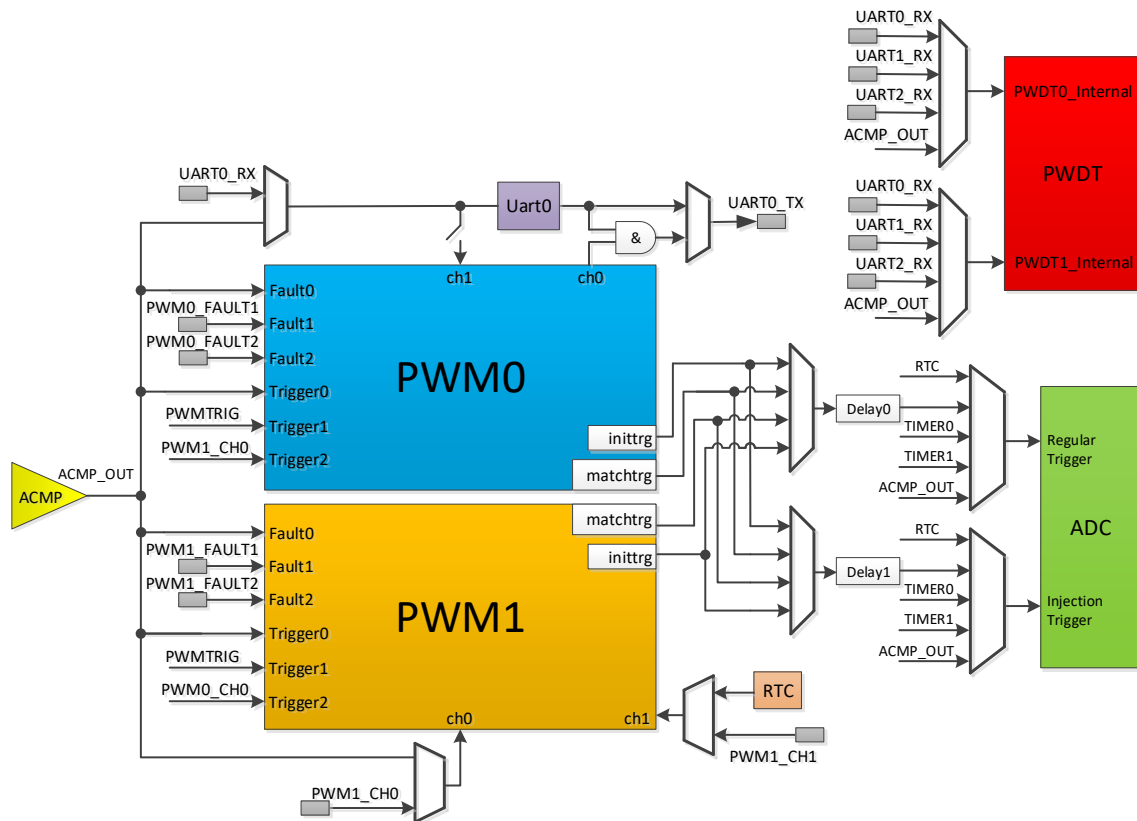 UART0_RX
UART1_RX
UART2_RX
ACMP_OUT
PWDT0_Internal
PWDT
UART0_RX
UART1_RX
UART2_RX
ACMP_OUT
PWDT1_Internal
UART0_RX
Uart0
UART0_TX
&
ch1
ch0
Fault0
PWM0_FAULT1
Fault1
PWM0_FAULT2
Fault2
PWM0
Trigger0
PWMTRIG
Trigger1
PWM1_CH0
Trigger2
inittrg
matchtrg
ACMP_OUT
ACMP
Fault0
PWM1_FAULT1
Fault1
PWM1_FAULT2
Fault2
PWM1
Trigger0
PWMTRIG
Trigger1
PWM0_CH0
Trigger2
matchtrg
inittrg
ch0
ch1
Delay0
Delay1
RTC
TIMER0
TIMER1
ACMP_OUT
Regular
Trigger
ADC
RTC
TIMER0
TIMER1
ACMP_OUT
Injection
Trigger
RTC
PWM1_CH1
PWM1_CH0